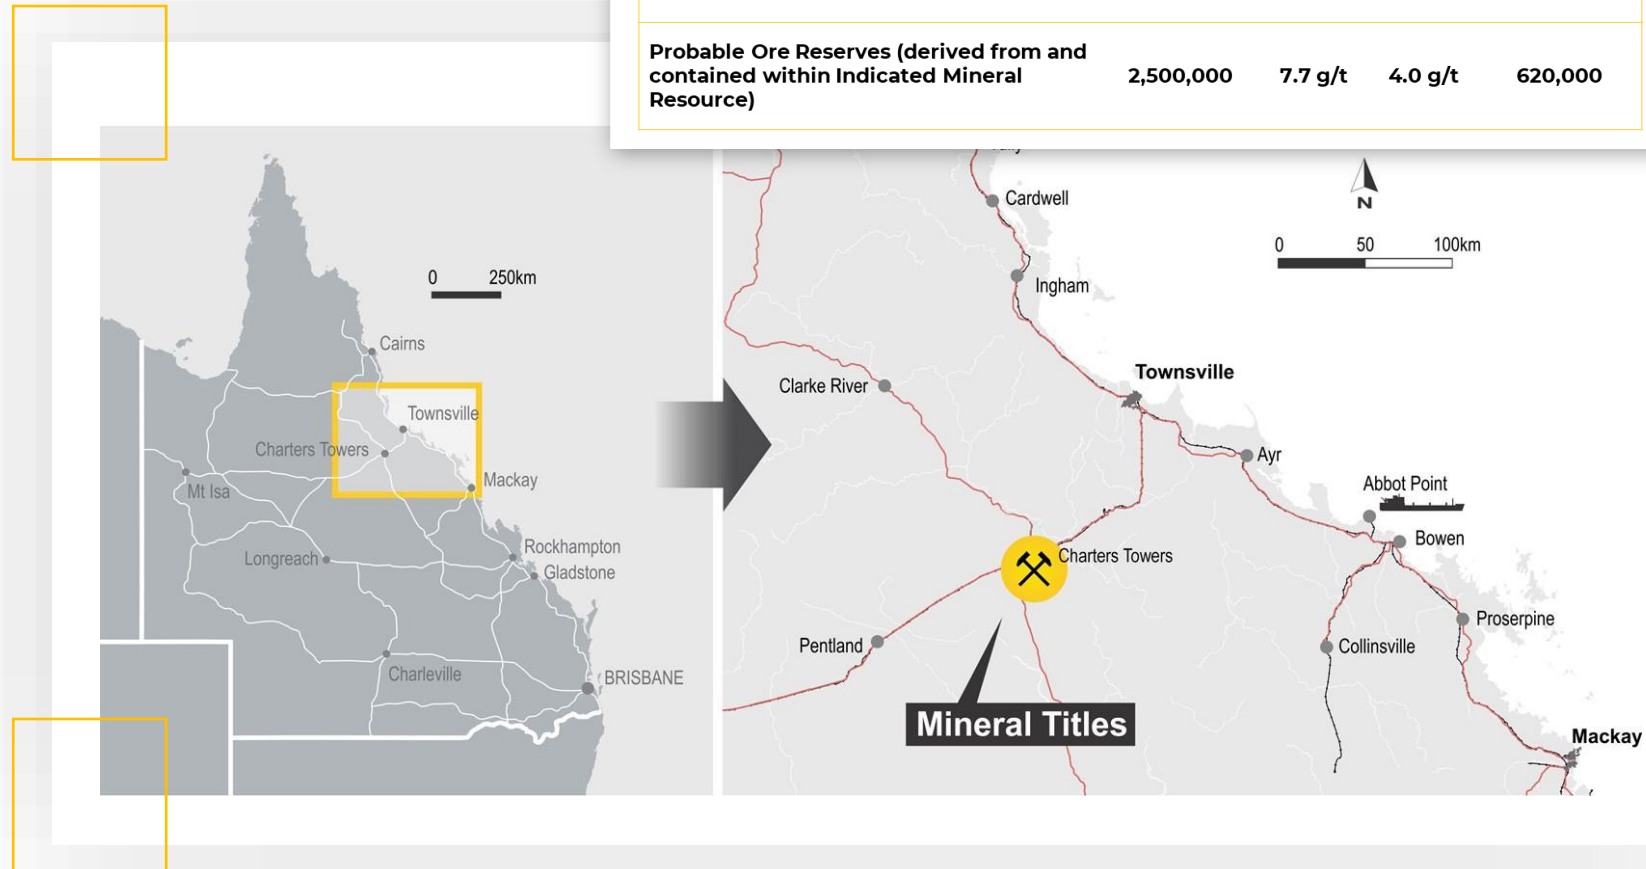 Probable Ore Reserves (derived from and
contained within Indicated Mineral
Resource)
2,500,000 7.7 g/t 4.0 g/t 620,000
0 250km
Cairns
Townsville
Charters Towers
Mackay
Mt Isa
Longreach
Rockhampton
Gladstone
Charleville
BRISBANE
Cardwell
N
0 50 100km
Ingham
Townsville
Clarke River
Ayr
Abbot Point
Bowen
Charters Towers
Proserpine
Pentland
Collinsville
Mineral Titles
Mackay